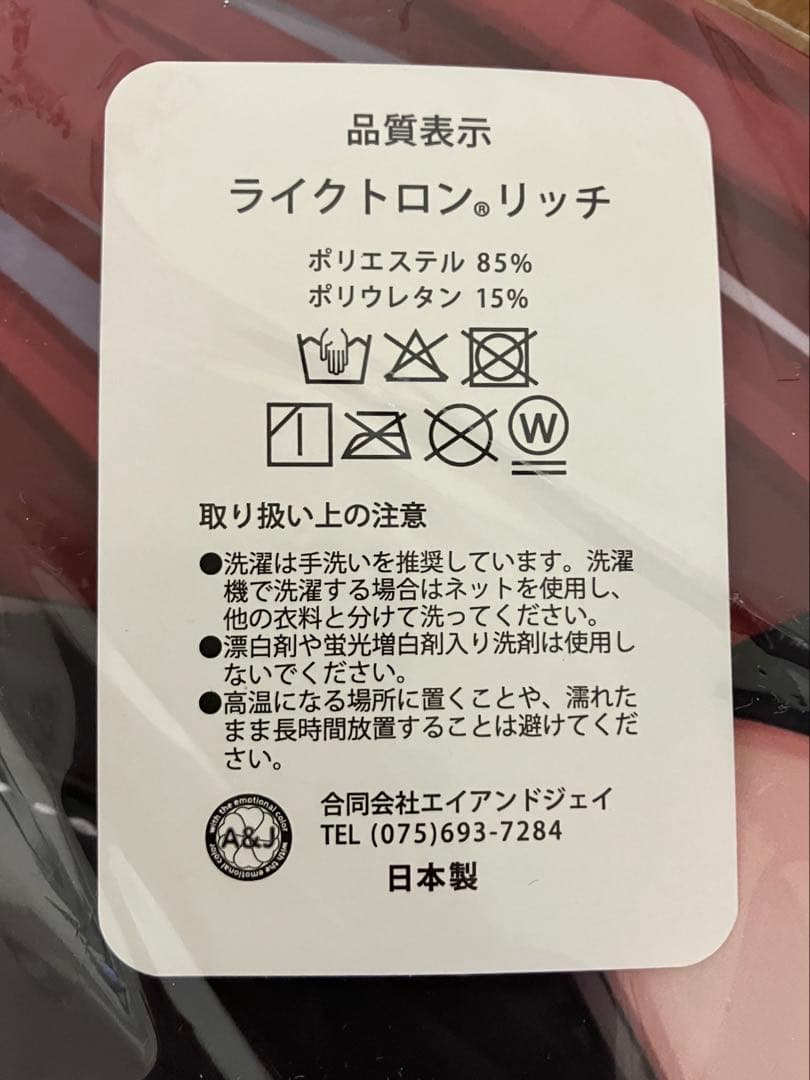 品質表示
ライクトロン®リッチ
ポリエステル 85%
ポリウレタン 15%
W
取り扱い上の注意
●洗濯は手洗いを推奨しています。洗濯
機で洗濯する場合はネットを使用し、
他の衣料と分けて洗ってください。
●漂白剤や蛍光増白剤入り洗剤は使用し
ないでください。
●高温になる場所に置くことや、濡れた
まま長時間放置することは避けてくだ
さい。
with the emotional color
A&J
with the emotional color
合同会社エイアンドジェイ
TEL (075)693-7284
日本製